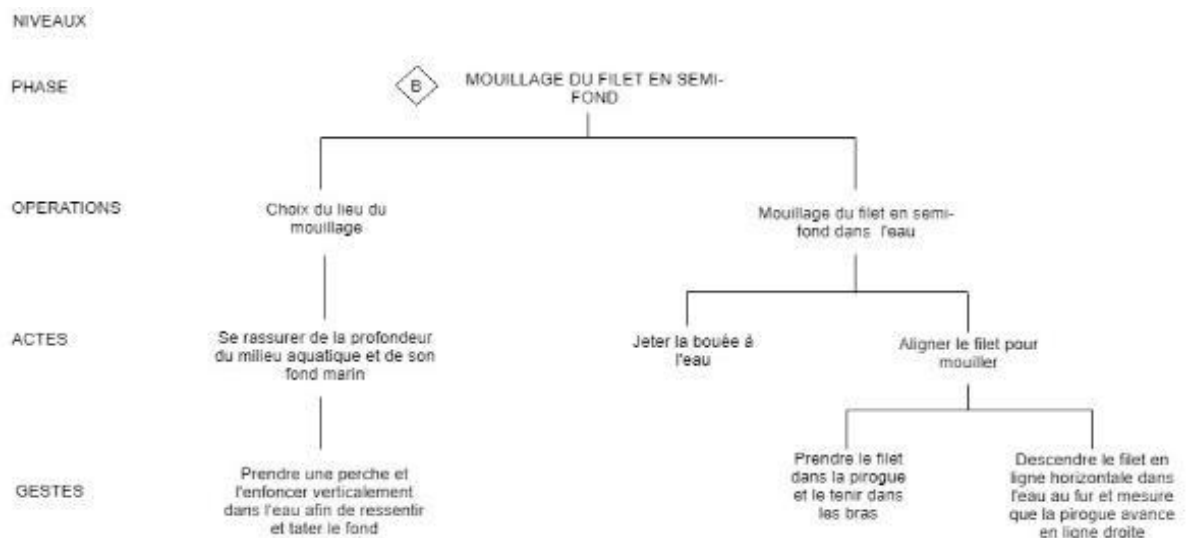 NIVEAUX
PHASE
B
MOUILLAGE DU FILET EN SEMI-
FOND
OPERATIONS
Choix du lieu du
mouillage
Mouillage du filet en semi-
fond dans l'eau
ACTES
Se rassurer de la profondeur
du milieu aquatique et de son
fond marin
Jeter la bouée à
l'eau
Aligner le filet pour
mouiller
GESTES
Prendre une perche et
l'enfoncer verticalement
dans l'eau afin de ressentir
et tater le fond
Prendre le filet
dans la pirogue
et le tenir dans
les bras
Descendre le filet en
ligne horizontale dans
l'eau au fur et mesure
que la pirogue avance
en ligne droite